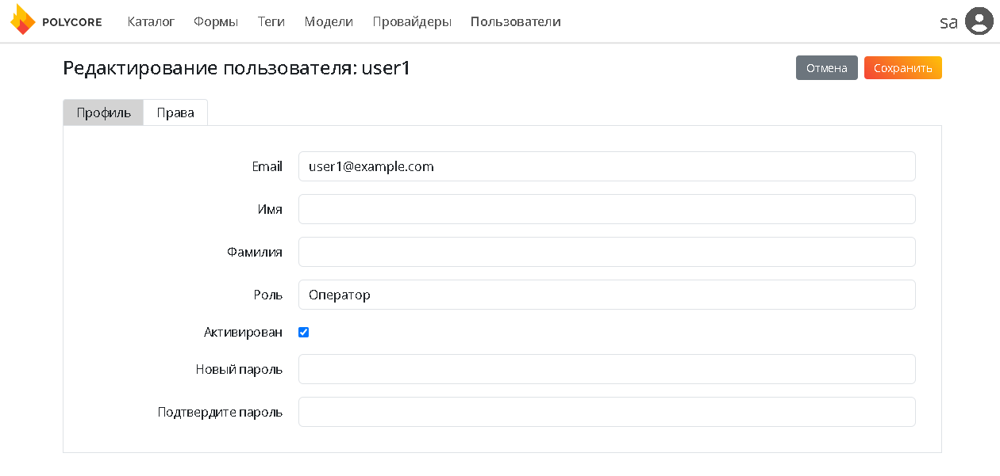 POLYCORE Каталог Формы Теги Модели Провайдеры Пользователи sa
Редактирование пользователя: user1 Отмена Сохранить
Профиль Права
Email user1@example.com
Имя
Фамилия
Роль Оператор
Активирован
Новый пароль
Подтвердите пароль